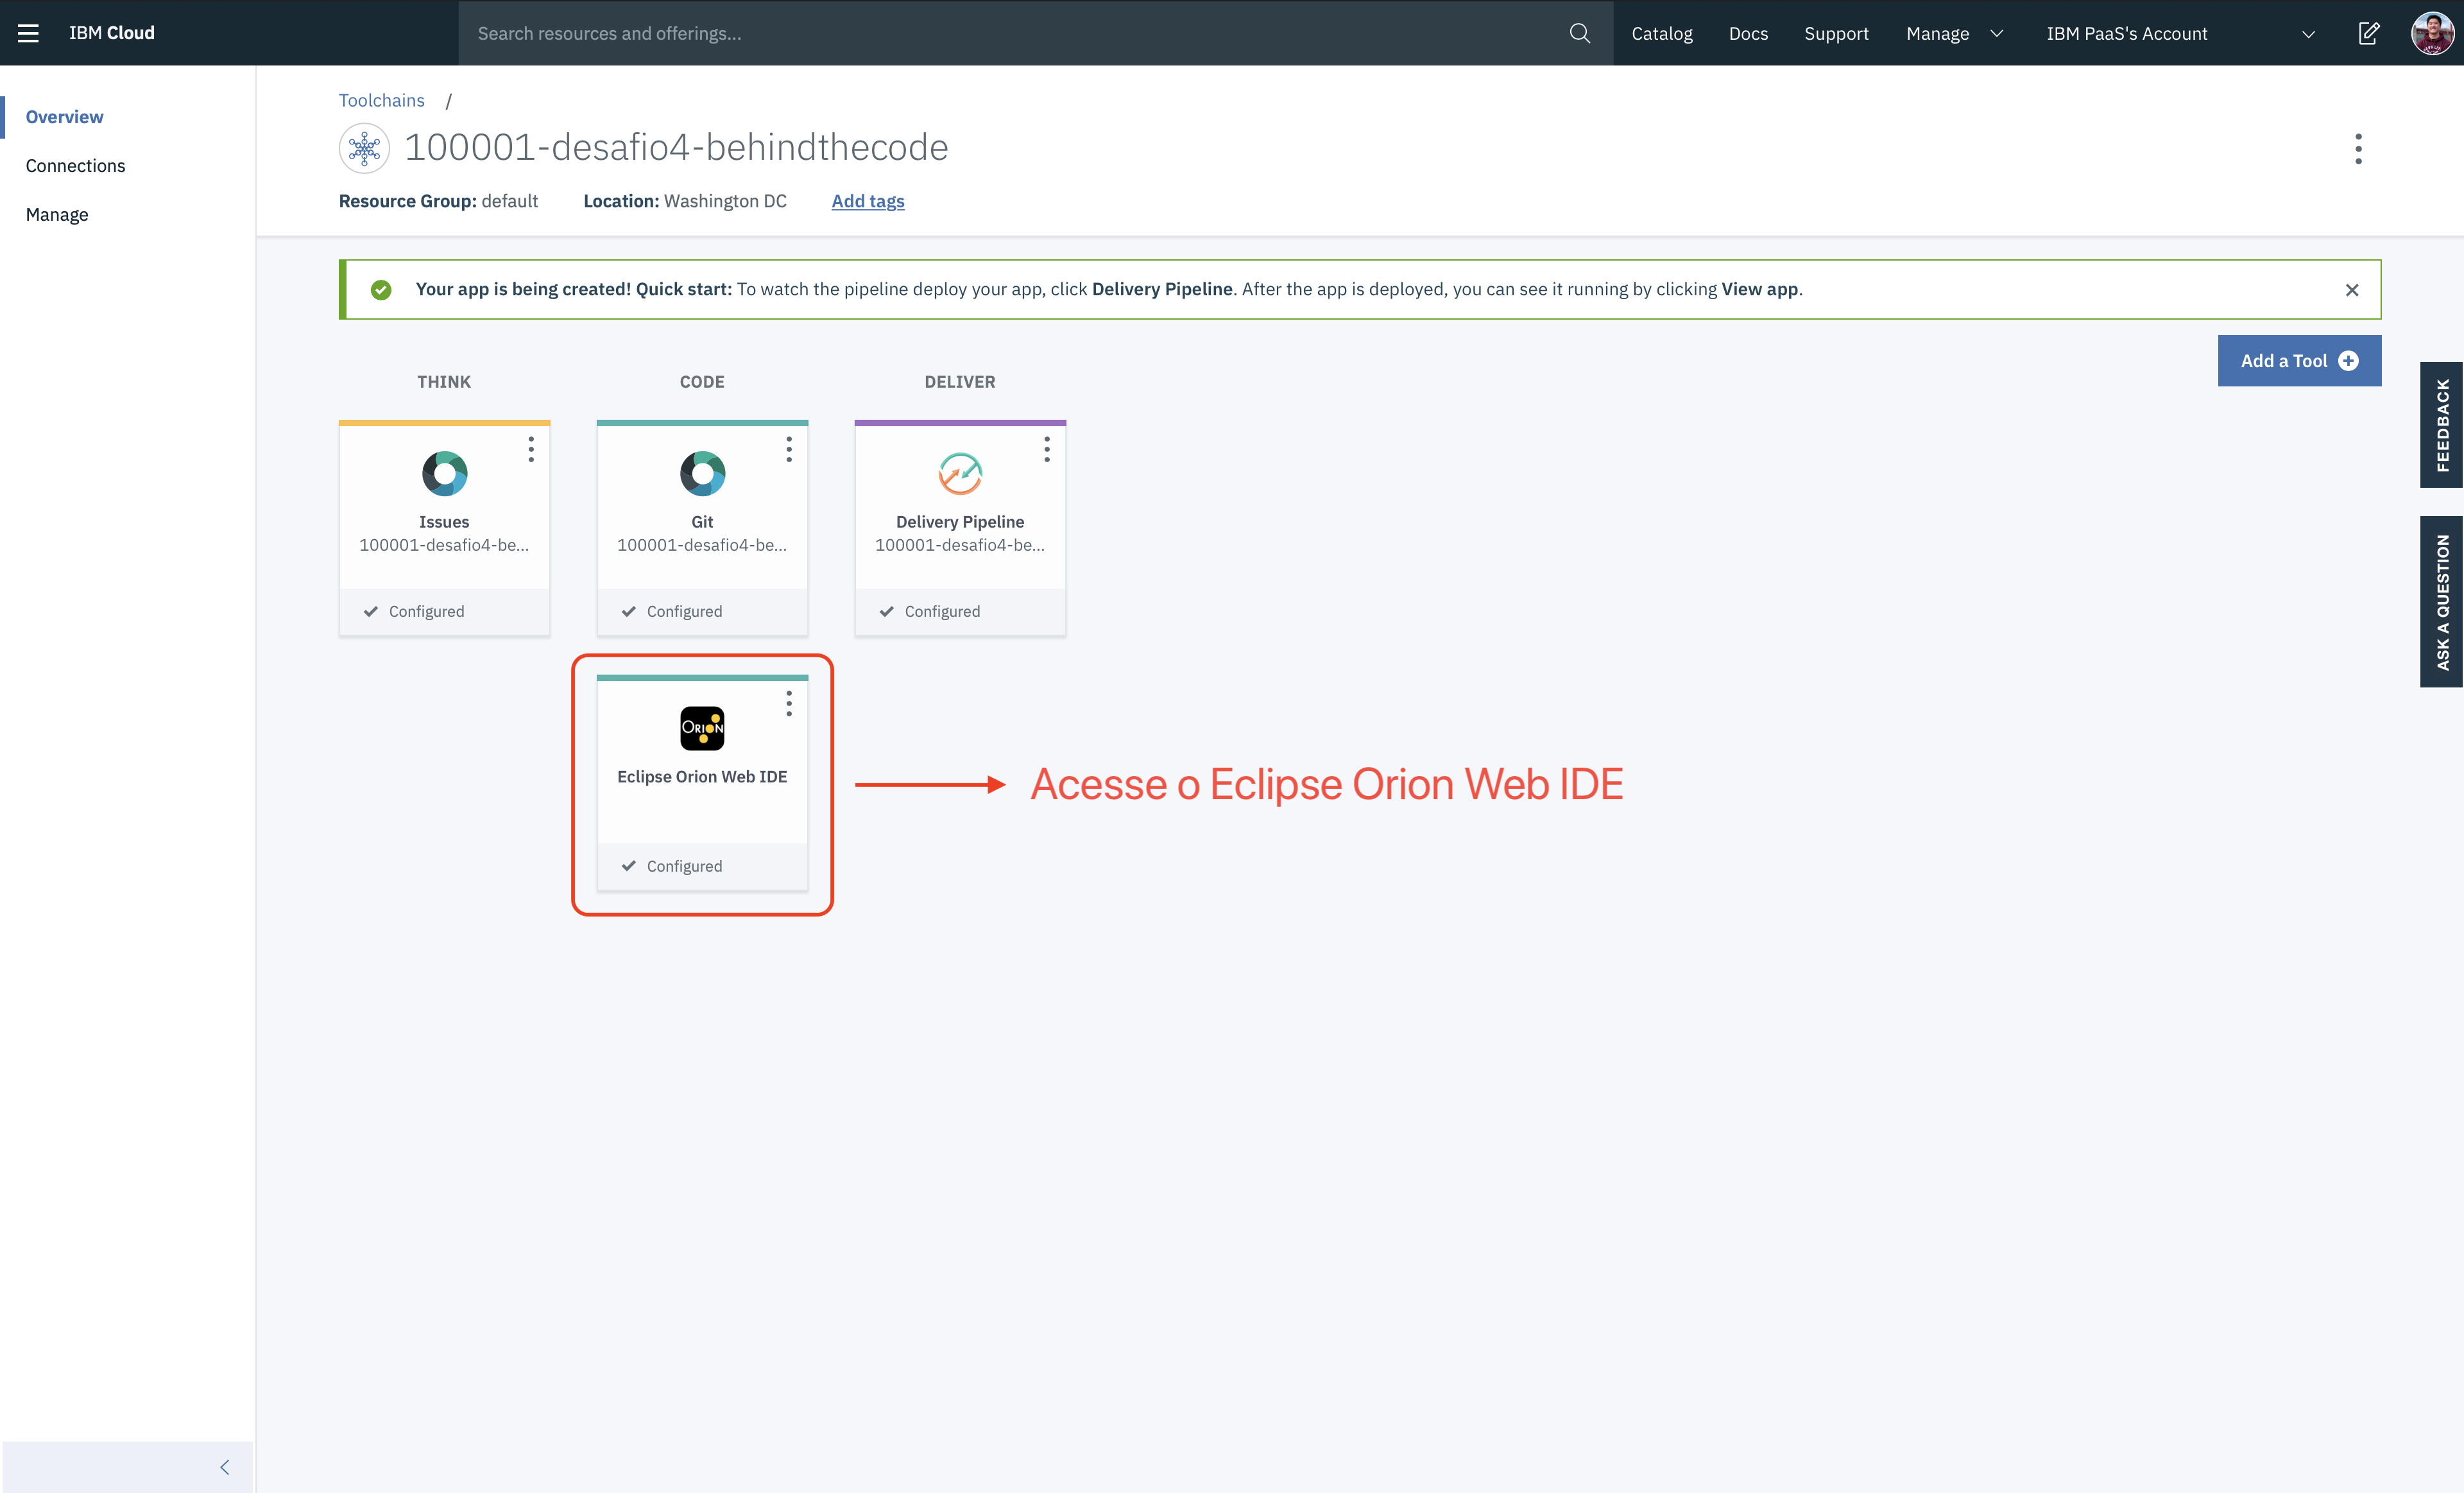 IBM Cloud
Search resources and offerings...
Catalog
Docs
Support
Manage
IBM PaaS's Account
Overview
Connections
Manage
Toolchains /
100001-desafio4-behindthecode
Resource Group: default
Location: Washington DC
Add tags
Your app is being created! Quick start: To watch the pipeline deploy your app, click Delivery Pipeline. After the app is deployed, you can see it running by clicking View app.
Add a Tool
FEEDBACK
ASK A QUESTION
THINK
CODE
DELIVER
Issues
100001-desafio4-be...
Configured
Git
100001-desafio4-be...
Configured
Delivery Pipeline
100001-desafio4-be...
Configured
ORION
Eclipse Orion Web IDE
Configured
Acesse o Eclipse Orion Web IDE